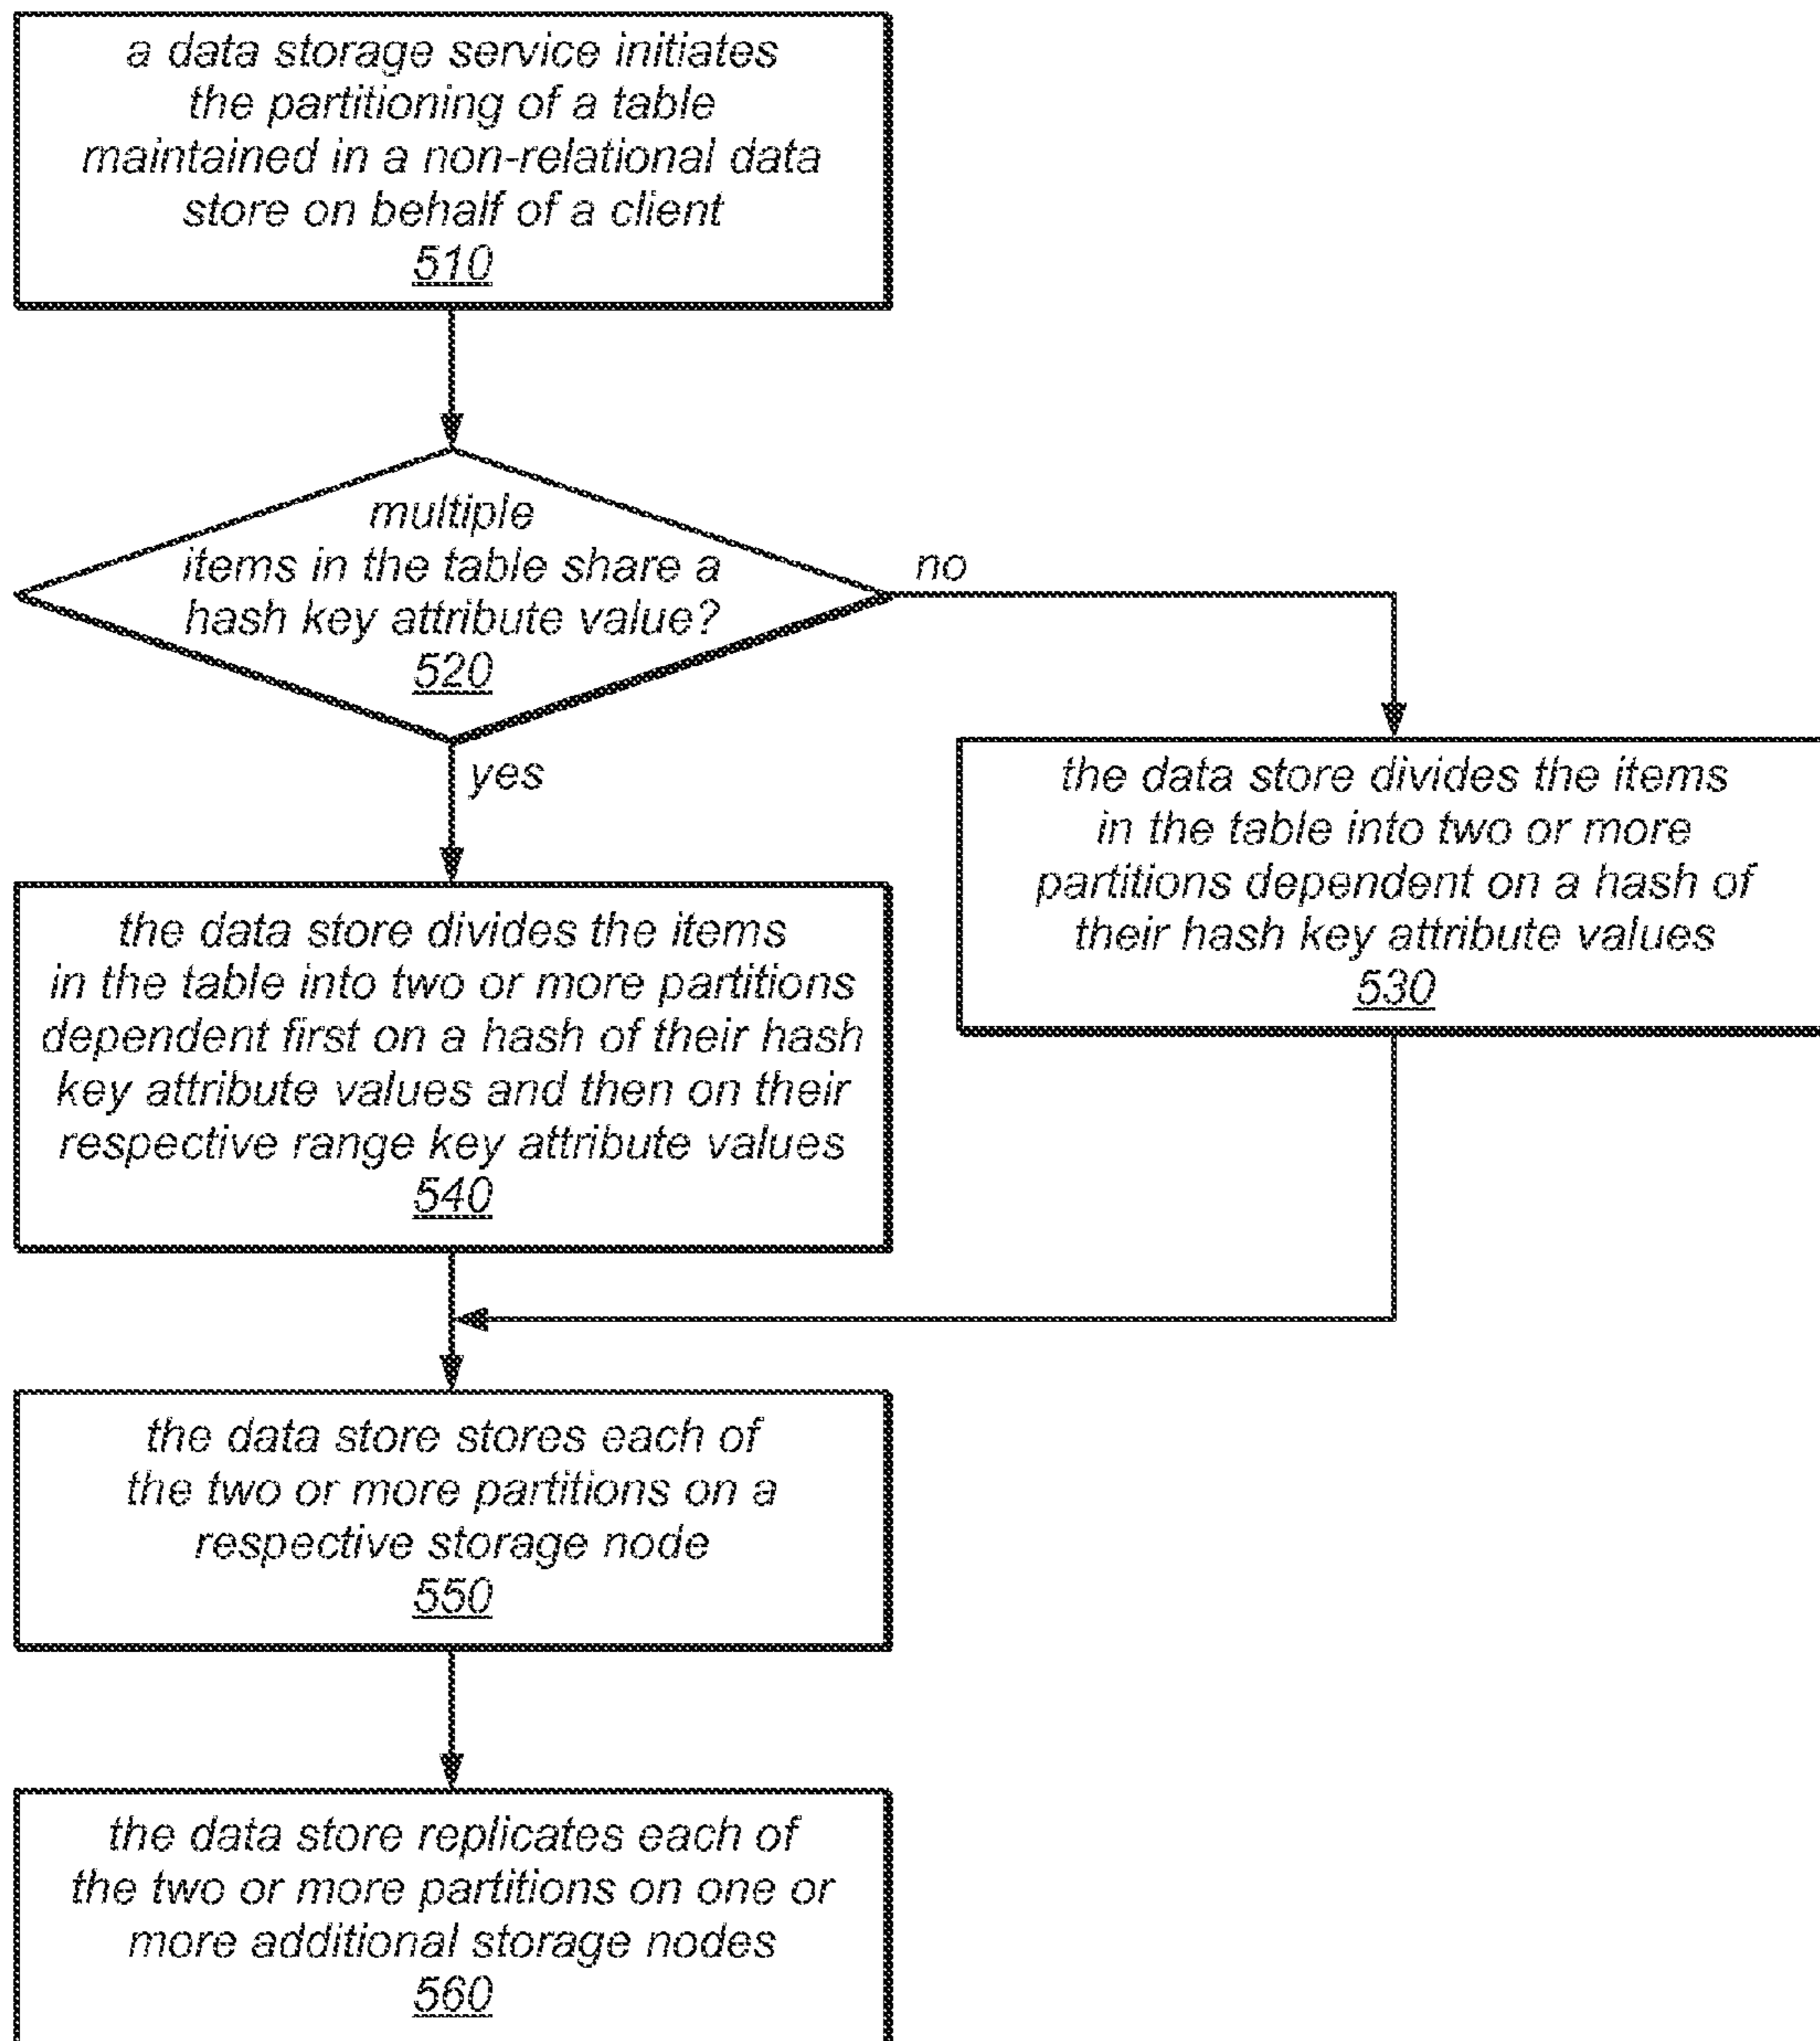 a data storage service initiates
the partitioning of a table
maintained in a non-relational data
store on behalf of a client
510
multiple
items in the table share a
hash key attribute value?
520
no
yes
the data store divides the items
in the table into two or more
partitions dependent on a hash of
their hash key attribute values
530
the data store divides the items
in the table into two or more partitions
dependent first on a hash of their hash
key attribute values and then on their
respective range key attribute values
540
the data store stores each of
the two or more partitions on a
respective storage node
550
the data store replicates each of
the two or more partitions on one or
more additional storage nodes
560